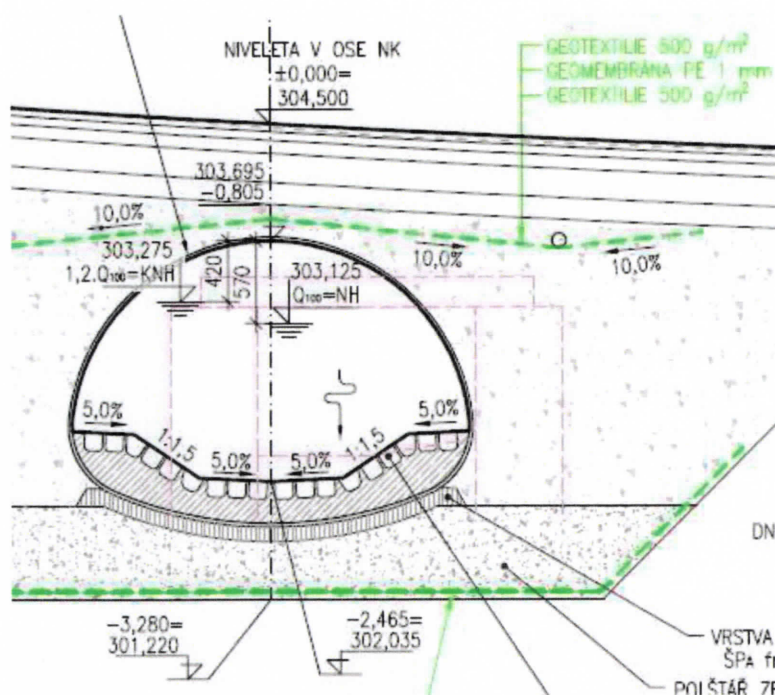 NIVELETA V OSE NK
±0,000=
304,500
GEOTEXTILIE 500 g/m²
GEOMEMBRÁNA PE 1 mm
GEOTEXTILIE 500 g/m²
303,695
-0,805
10,0%
303,275
1,2.Q₁₀₀=KNH
420
570
303,125
Q₁₀₀=NH
10,0%
10,0%
5,0%
1:1,5
5,0%
5,0%
1:1,5
5,0%
DN
-3,280=
301,220
-2,465=
302,035
VRSTVA
ŠPA fr
POLŠTÁŘ